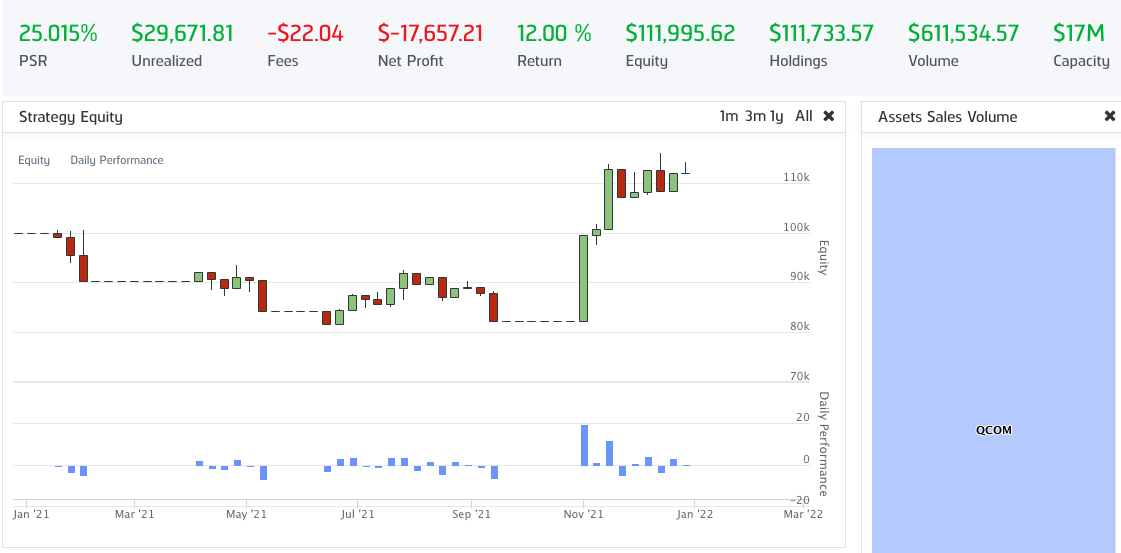 25.015% $29,671.81 -$22.04 $-17,657.21 12.00 % $111,995.62 $111,733.57 $611,534.57 $17M
PSR Unrealized Fees Net Profit Return Equity Holdings Volume Capacity
Strategy Equity 1m 3m 1y All ✖ Assets Sales Volume ✖
Equity Daily Performance
110k
100k
Equity
90k
80k
70k
Daily Performance
20
QCOM
0
-20
Jan '21 Mar '21 May '21 Jul '21 Sep '21 Nov '21 Jan '22 Mar '22